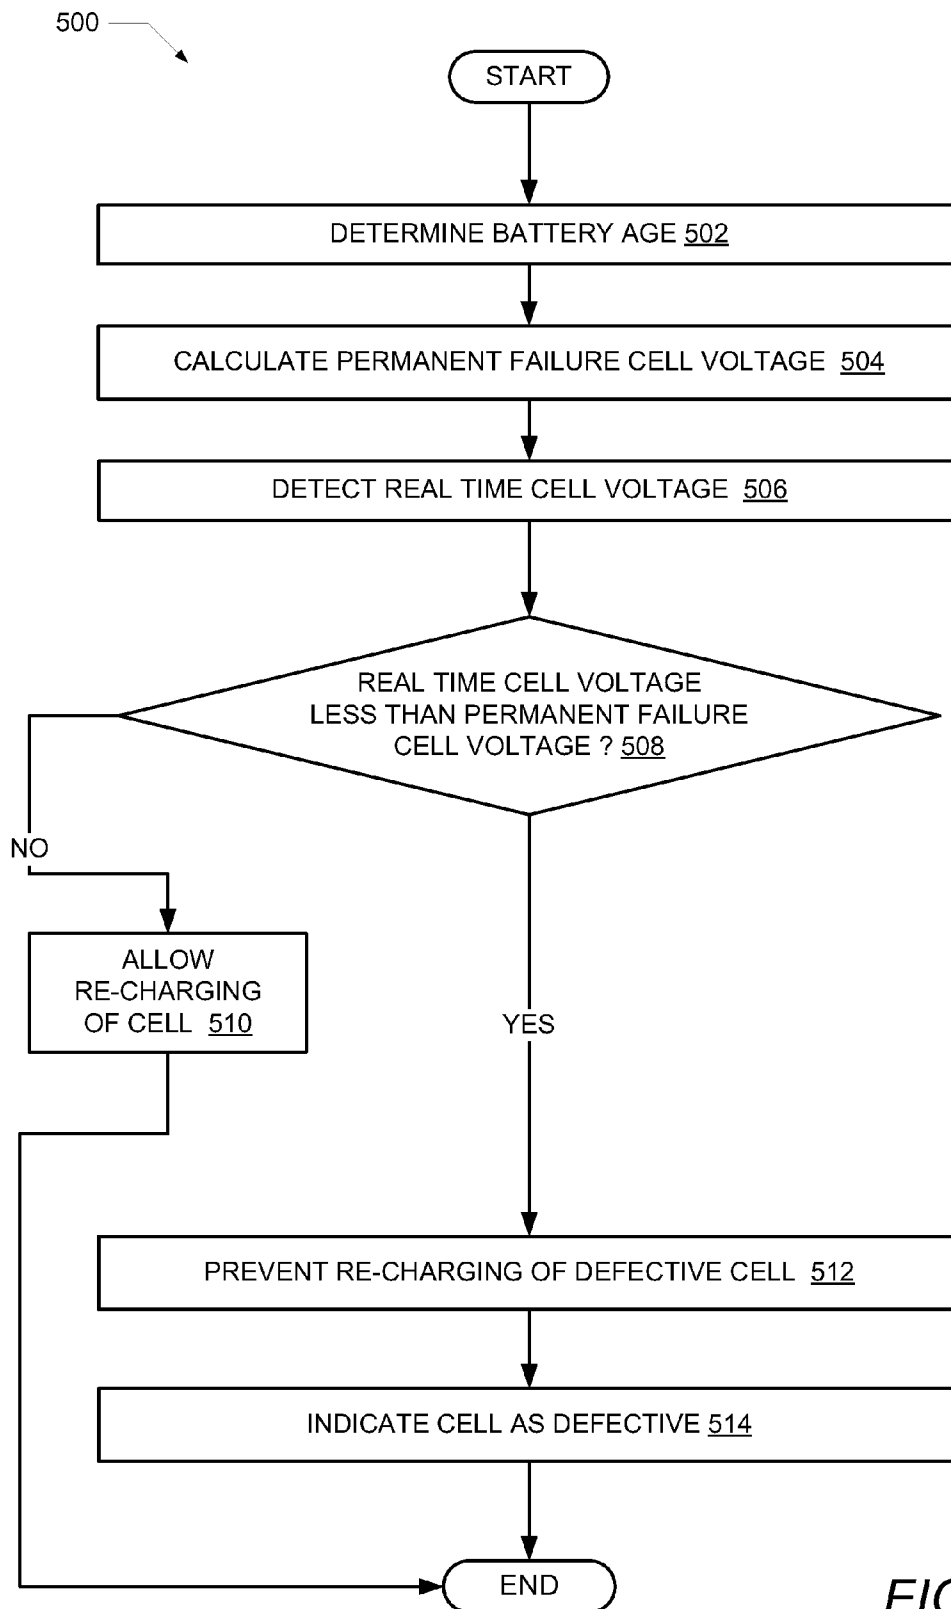 500
START
DETERMINE BATTERY AGE 502
CALCULATE PERMANENT FAILURE CELL VOLTAGE 504
DETECT REAL TIME CELL VOLTAGE 506
REAL TIME CELL VOLTAGE
LESS THAN PERMANENT FAILURE
CELL VOLTAGE ? 508
NO
ALLOW
RE-CHARGING
OF CELL 510
YES
PREVENT RE-CHARGING OF DEFECTIVE CELL 512
INDICATE CELL AS DEFECTIVE 514
END